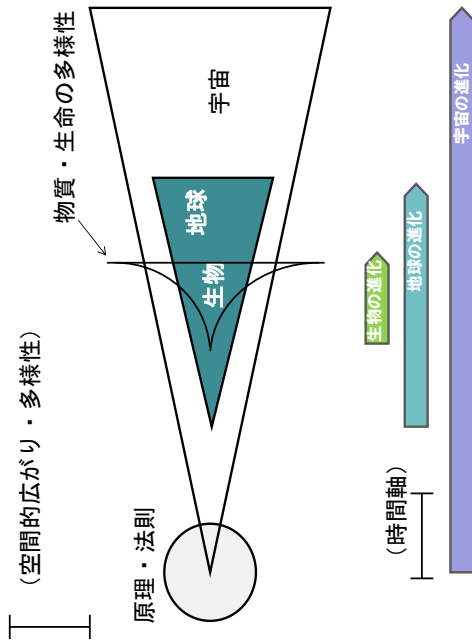 (空間的広がり・多様性)
物質・生命の多様性
宇宙
地球
生物
原理・法則
生物の進化
地球の進化
(時間軸)
宇宙の進化